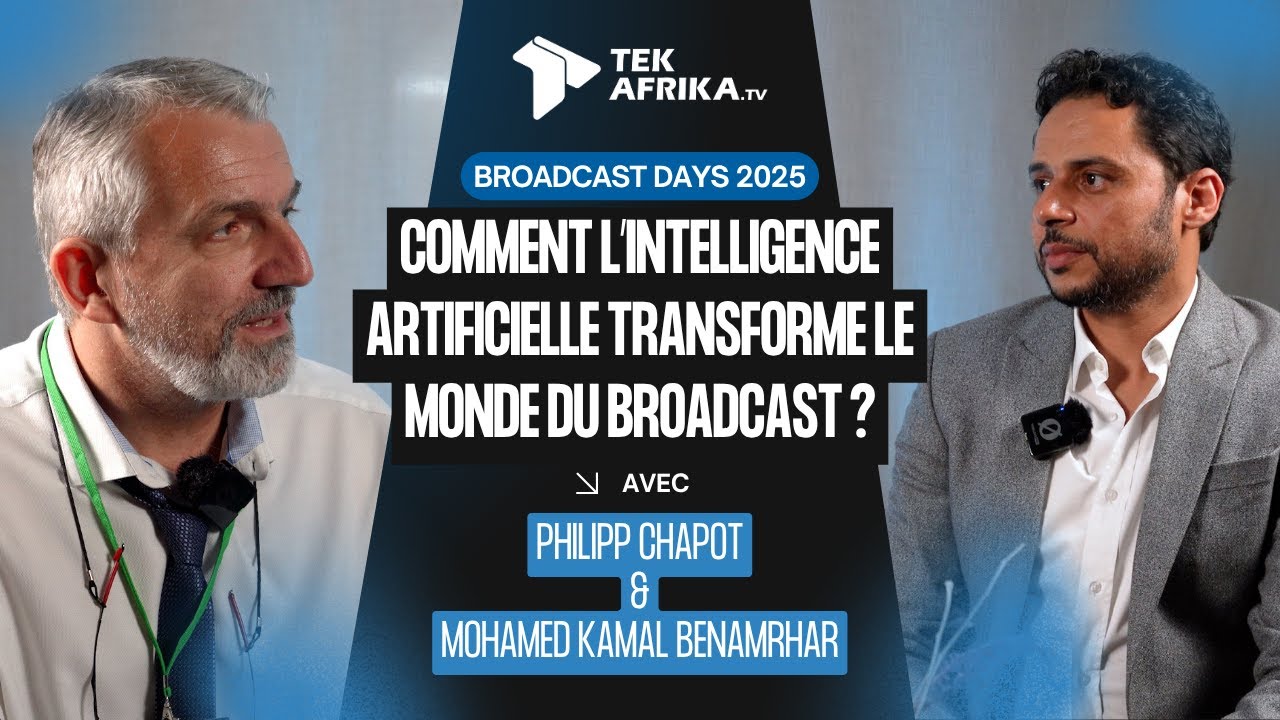 TEK
AFRIKA.TV
BROADCAST DAYS 2025
COMMENT L'INTELLIGENCE
ARTIFICIELLE TRANSFORME LE
MONDE DU BROADCAST ?
AVEC
PHILIPP CHAPOT
&
MOHAMED KAMAL BENAMRHAR